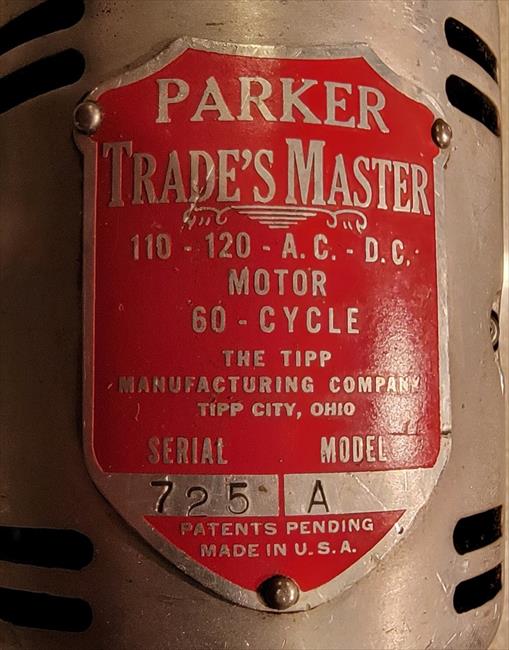 PARKER
TRADE'S MASTER
110 - 120 - A.C. - D.C.
MOTOR
60 - CYCLE
THE TIPP
MANUFACTURING COMPANY
TIPP CITY, OHIO
SERIAL MODEL
725 A
PATENTS PENDING
MADE IN U.S.A.